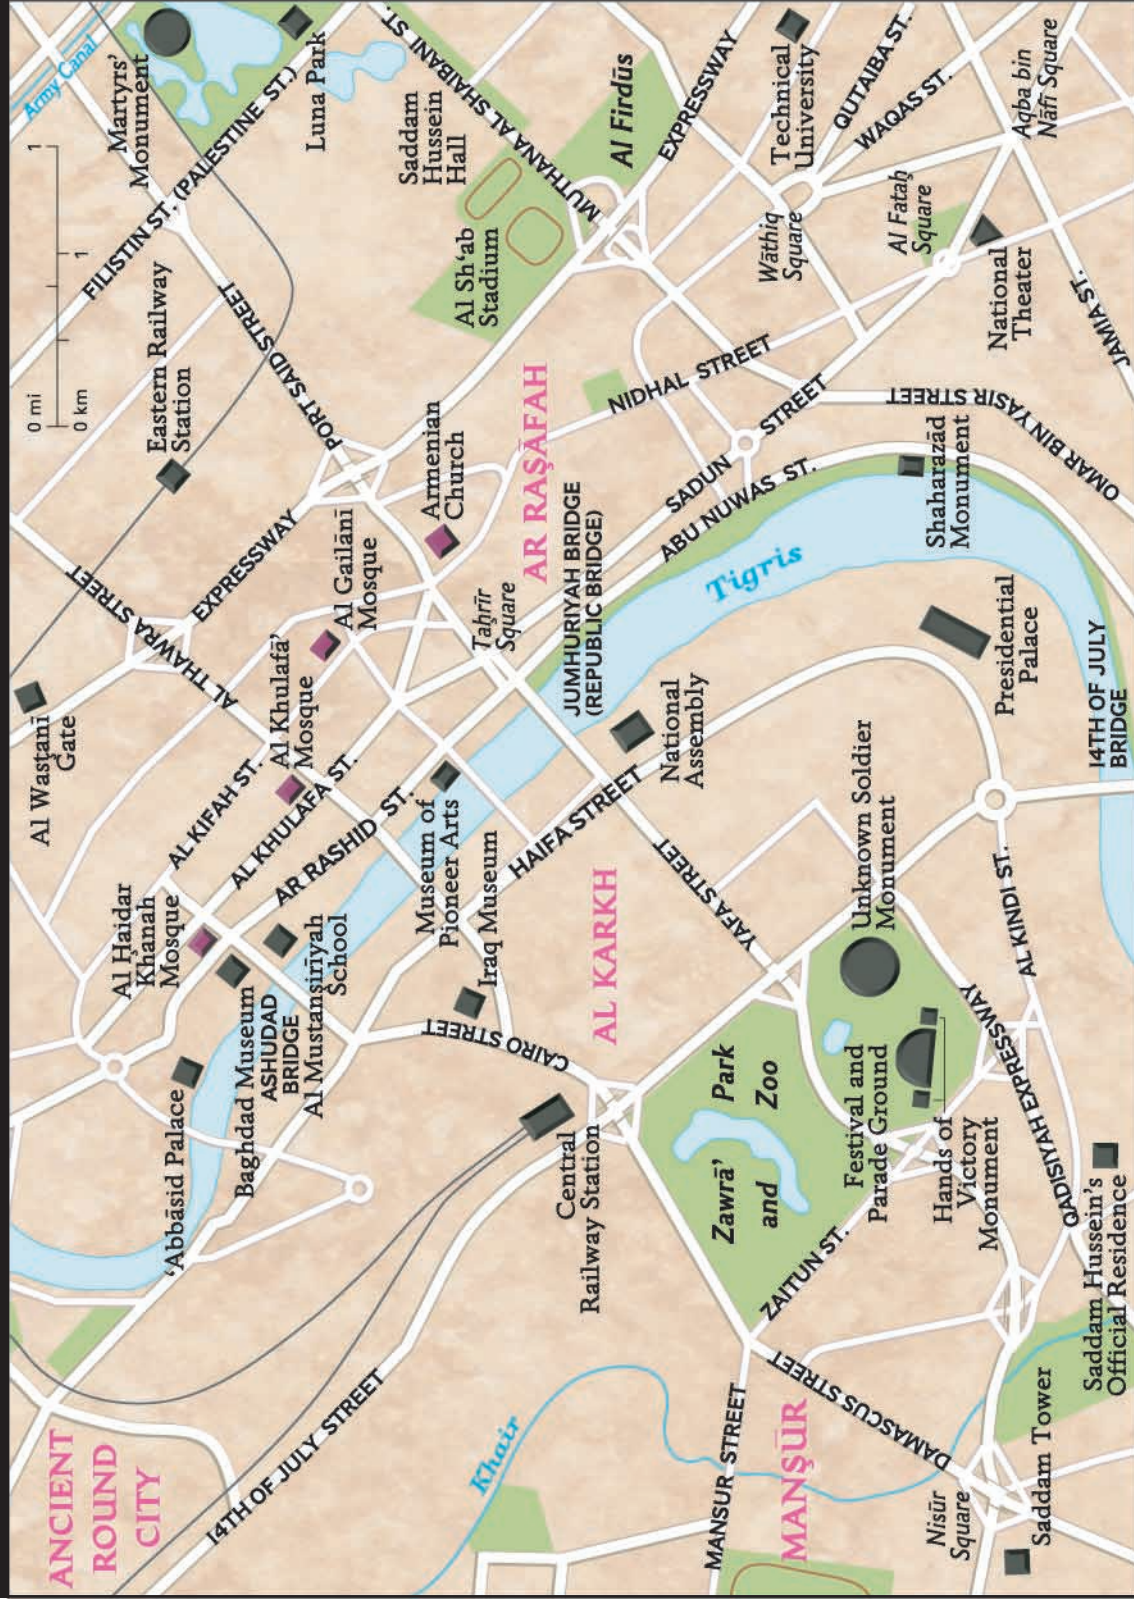 ANCIENT
ROUND
CITY
14TH OF JULY STREET
Khair
MANSUR STREET
MANṢŪR
DAMASCUS STREET
Nisūr
Square
Saddam Tower
Saddam Hussein's
Official Residence
ZAITUN ST.
QADISIYAH EXPRESSWAY
'Abbāsid Palace
Baghdad Museum
ASHUDAD
BRIDGE
Al Mustanṣirīyah
School
Al Ḥaidar
Khānah
Mosque
CAIRO STREET
Central
Railway Station
Zawrā' Park
and Zoo
Festival and
Parade Ground
Hands of
Victory
Monument
Unknown Soldier
Monument
AL KINDI ST.
AL KARKH
YAFA STREET
Iraq Museum
Museum of
Pioneer Arts
HAIFA STREET
National
Assembly
Presidential
Palace
14TH OF JULY
BRIDGE
Al Wasṭanī
Gate
AL KIFAH ST.
AL KHULAFA ST.
AR RASHID ST.
Al Khulafā'
Mosque
AL THAWRA STREET
EXPRESSWAY
Al Gailānī
Mosque
Armenian
Church
Taḥrīr
Square
JUMHURIYAH BRIDGE
(REPUBLIC BRIDGE)
AR RAṢĀFAH
Tigris
ABU NUWAS ST.
SADUN STREET
NIDHAL STREET
Shaharazād
Monument
OMAR BIN YASIR STREET
Eastern Railway
Station
PORT SAID STREET
FILISTIN ST. (PALESTINE ST.)
0 mi 1
0 km 1
Army Canal
Martyrs'
Monument
Luna Park
Saddam
Hussein
Hall
Al Sh'ab
Stadium
MUTHANA AL SHAIBANI ST.
Al Firdūs
EXPRESSWAY
Technical
University
QUTAIBA ST.
WAQAS ST.
Wāthiq
Square
Al Fataḥ
Square
National
Theater
Aqba bin
Nāfi Square
JAMIA ST.